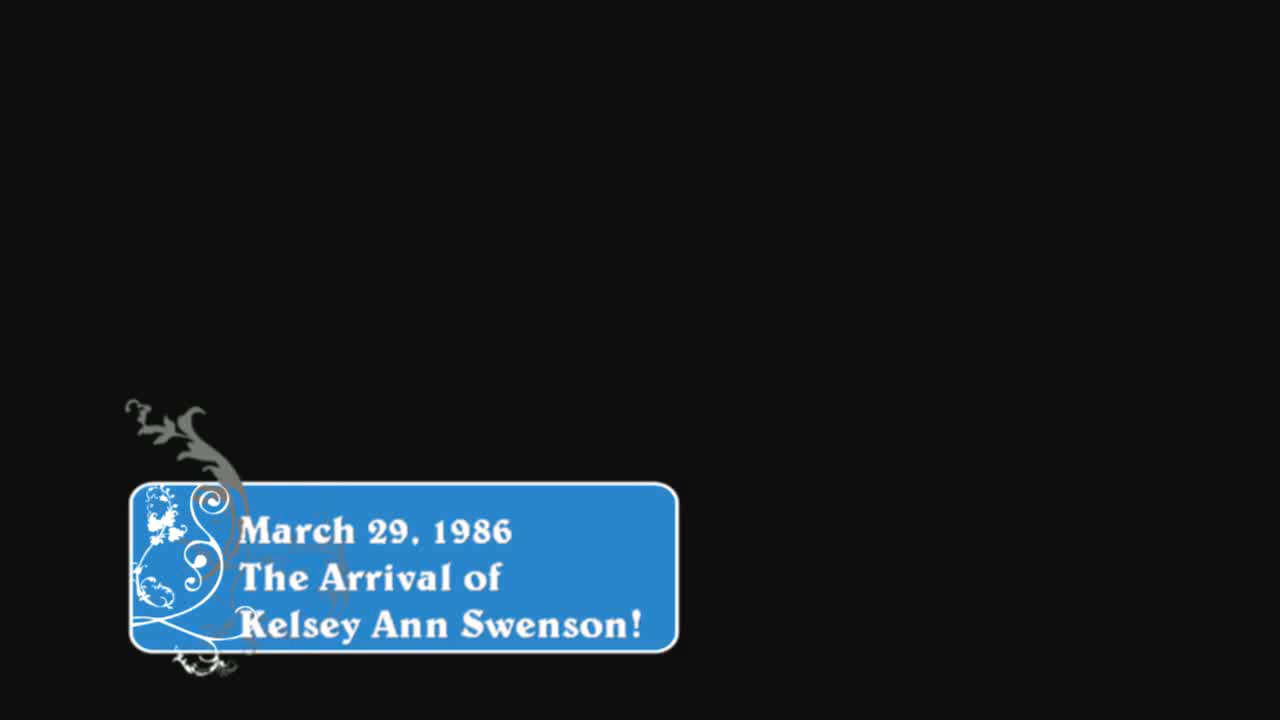 March 29, 1986
The Arrival of
Kelsey Ann Swenson!